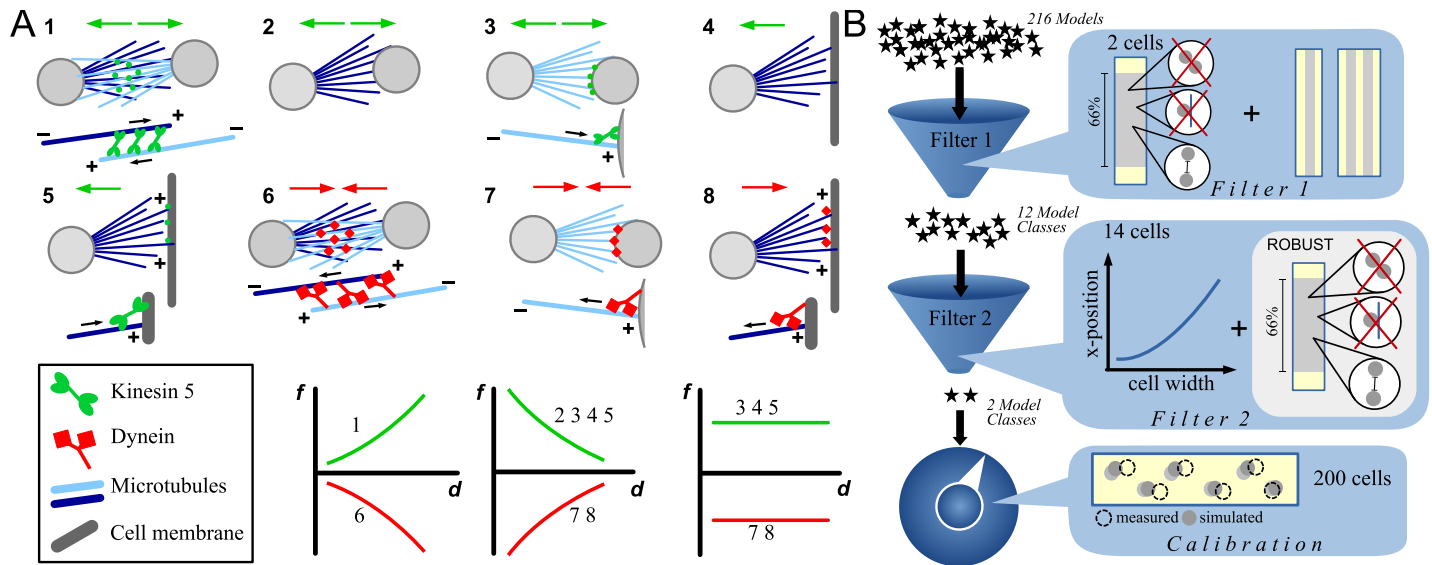 A
1
2
3
4
+
−
−
+
−
+
5
6
7
8
+
+
+
+
−
−
+
−
+
+
+
+
Kinesin 5
Dynein
Microtubules
Cell membrane
f
1
6
d
f
2 3 4 5
7 8
d
f
3 4 5
7 8
d
B
216 Models
Filter 1
2 cells
66%
+
Filter 1
12 Model
Classes
Filter 2
14 cells
x-position
cell width
+
ROBUST
66%
Filter 2
2 Model
Classes
200 cells
measured
simulated
Calibration